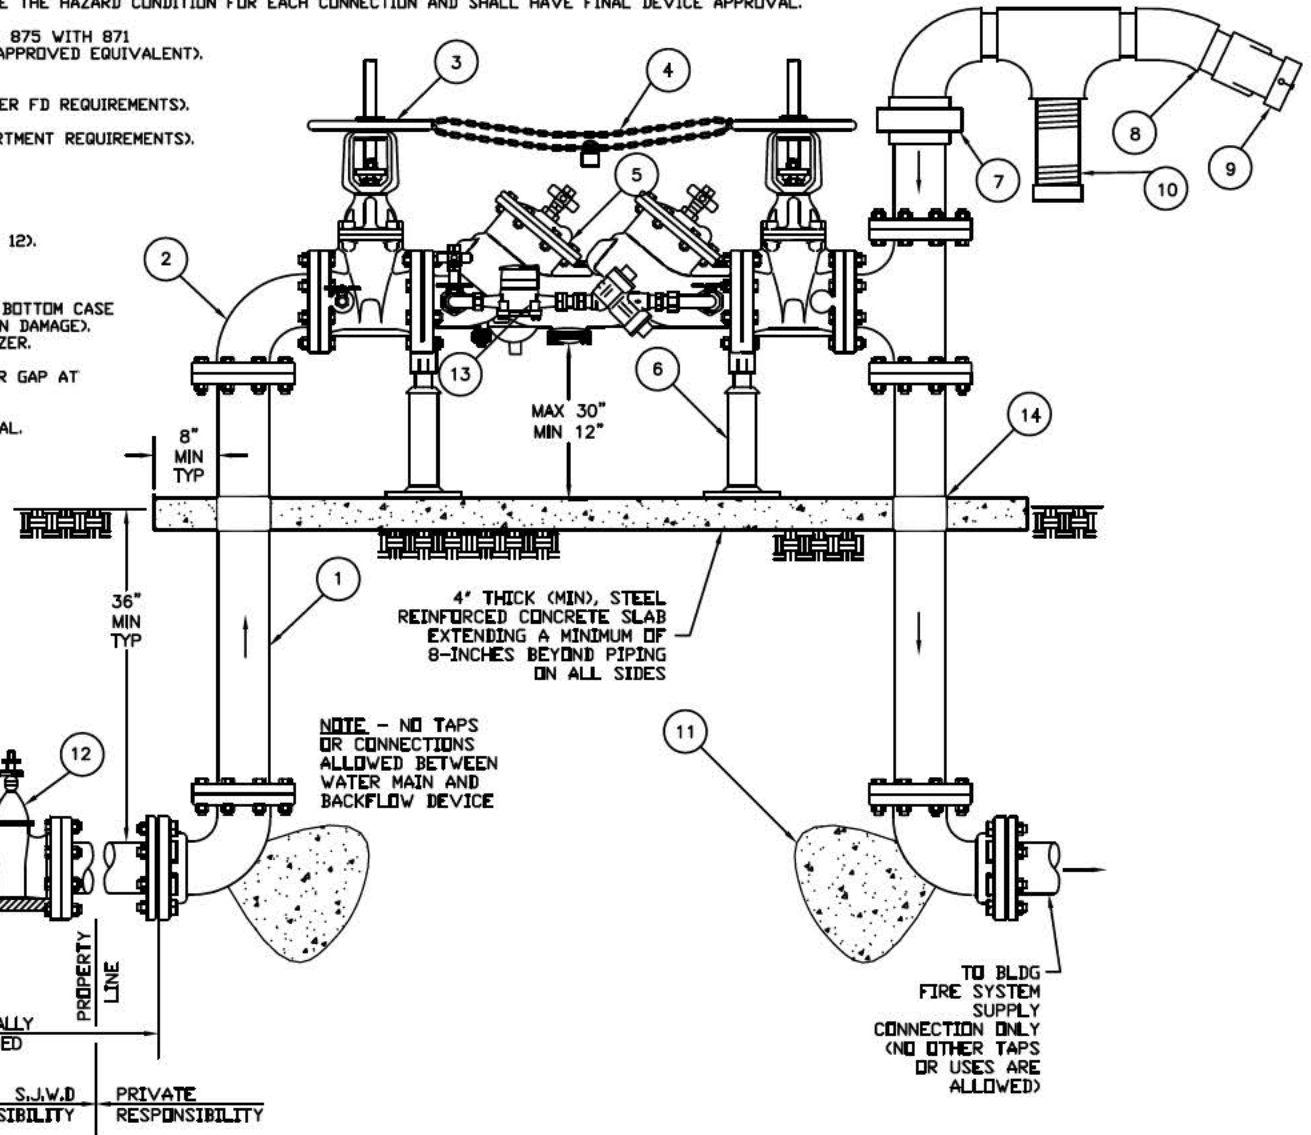 E THE HAZARD CONDITION FOR EACH CONNECTION AND SHALL HAVE FINAL DEVICE APPROVAL.
875 WITH 871
APPROVED EQUIVALENT).
ER FD REQUIREMENTS).
RTMENT REQUIREMENTS).
12).
BOTTOM CASE
N DAMAGE).
ZER.
R GAP AT
AL.
3
4
5
7
8
9
10
2
13
6
14
MAX 30"
MIN 12"
8"
MIN
TYP
36"
MIN
TYP
1
4" THICK (MIN), STEEL
REINFORCED CONCRETE SLAB
EXTENDING A MINIMUM OF
8-INCHES BEYOND PIPING
ON ALL SIDES
NOTE - NO TAPS
OR CONNECTIONS
ALLOWED BETWEEN
WATER MAIN AND
BACKFLOW DEVICE
12
11
PROPERTY
LINE
TO BLDG
FIRE SYSTEM
SUPPLY
CONNECTION ONLY
(NO OTHER TAPS
OR USES ARE
ALLOWED)
ALLY
ED
S.J.W.D
SIBILITY
PRIVATE
RESPONSIBILITY